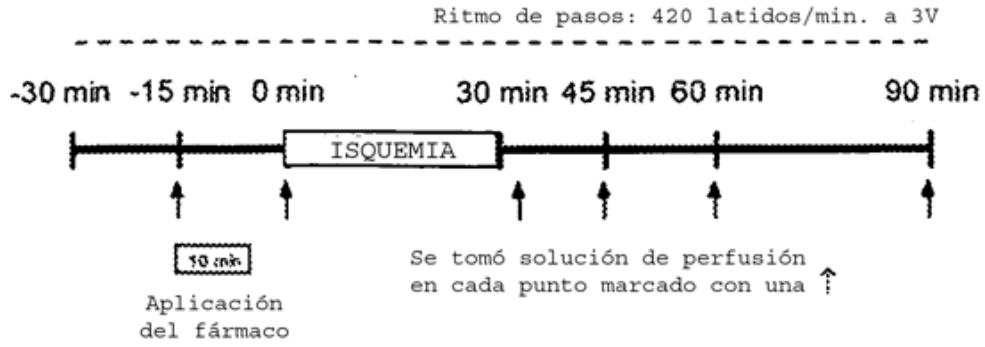 Ritmo de pasos: 420 latidos/min. a 3V
-30 min -15 min 0 min 30 min 45 min 60 min 90 min
ISQUEMIA
10 min
Se tomó solución de perfusión
en cada punto marcado con una
Aplicación
del fármaco